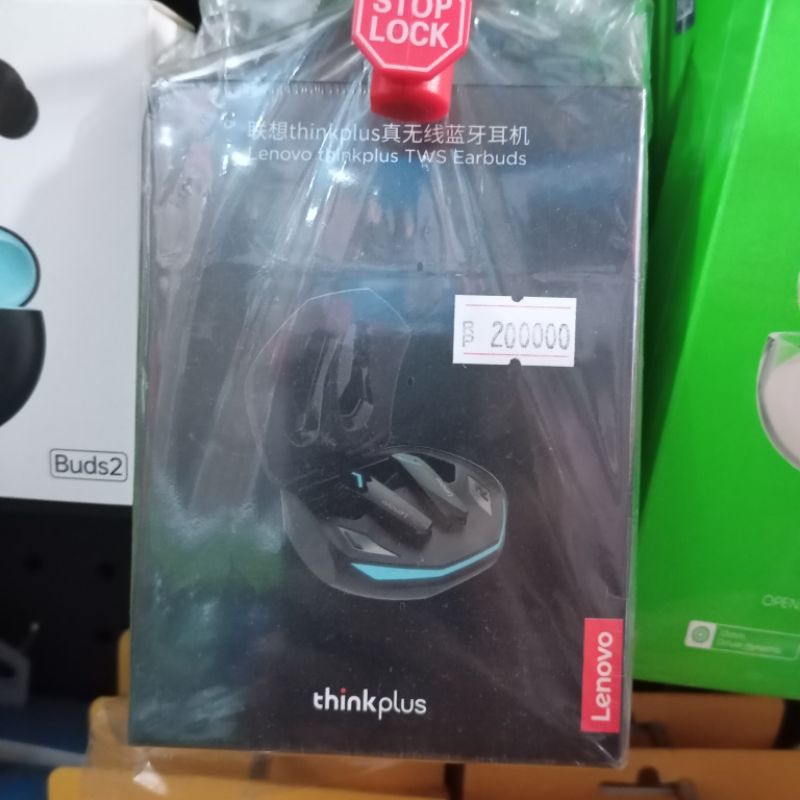 STOP
LOCK
联想thinkplus真无线蓝牙耳机
Lenovo thinkplus TWS Earbuds
RP 200000
Buds2
thinkplus
Lenovo
OPEN